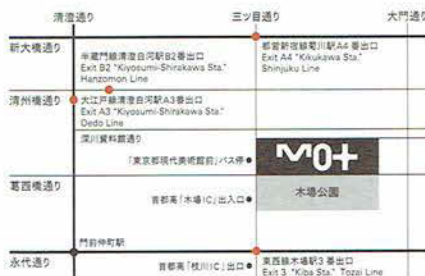 清澄通り
三ツ目通り
大門通り
新大橋通り
半蔵門線清澄白河駅B2番出口
Exit B2 "Kiyosumi-Shirakawa Sta."
Hanzomon Line
都営新宿線菊川駅A4番出口
Exit A4 "Kikukawa Sta."
Shinjuku Line
清州橋通り
大江戸線清澄白河駅A3番出口
Exit A3 "Kiyosumi-Shirakawa Sta."
Oedo Line
深川資料館通り
「東京都現代美術館前」バス停
MOT
葛西橋通り
首都高「木場IC」出入口
木場公園
門前仲町駅
永代通り
首都高「枝川IC」出口
東西線木場駅3番出口
Exit 3 "Kiba Sta." Tozai Line